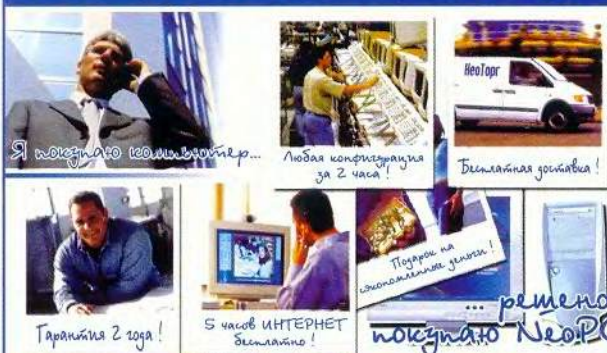 Я покупаю компьютер...
Любая конфигурация
за 2 часа!
НеоТорг
Бесплатная доставка!
Гарантия 2 года!
5 часов ИНТЕРНЕТ
бесплатно!
Подарок на
сэкономленные деньги!
решено
покупаю NeoPC